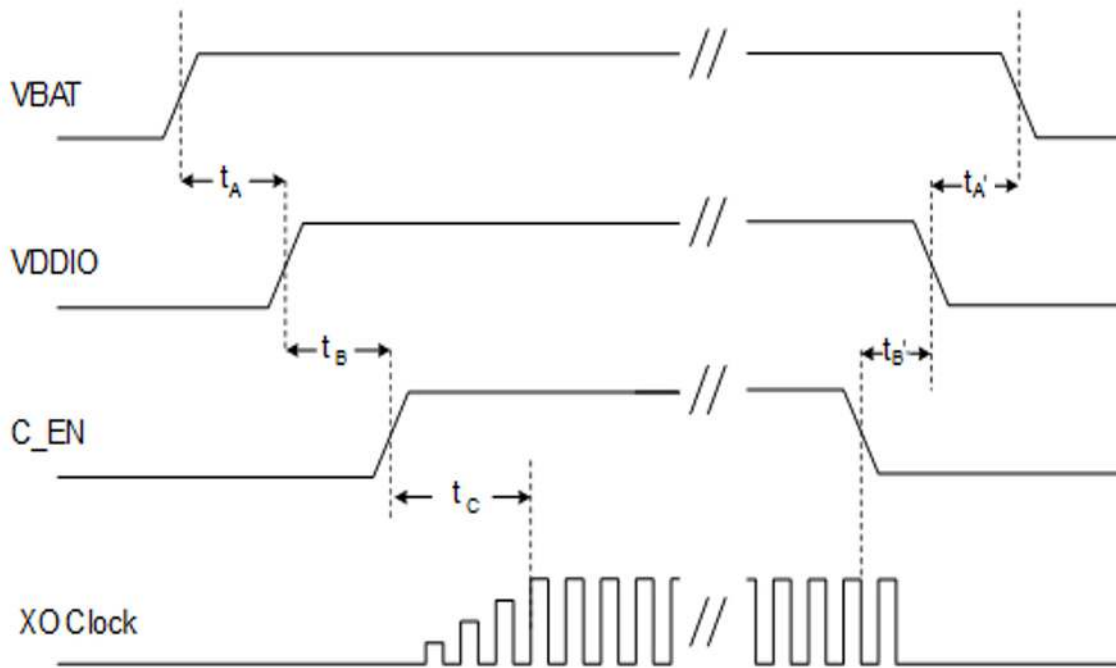 VBAT
tA
tA'
VDDIO
tB
tB'
C_EN
tC
XO Clock